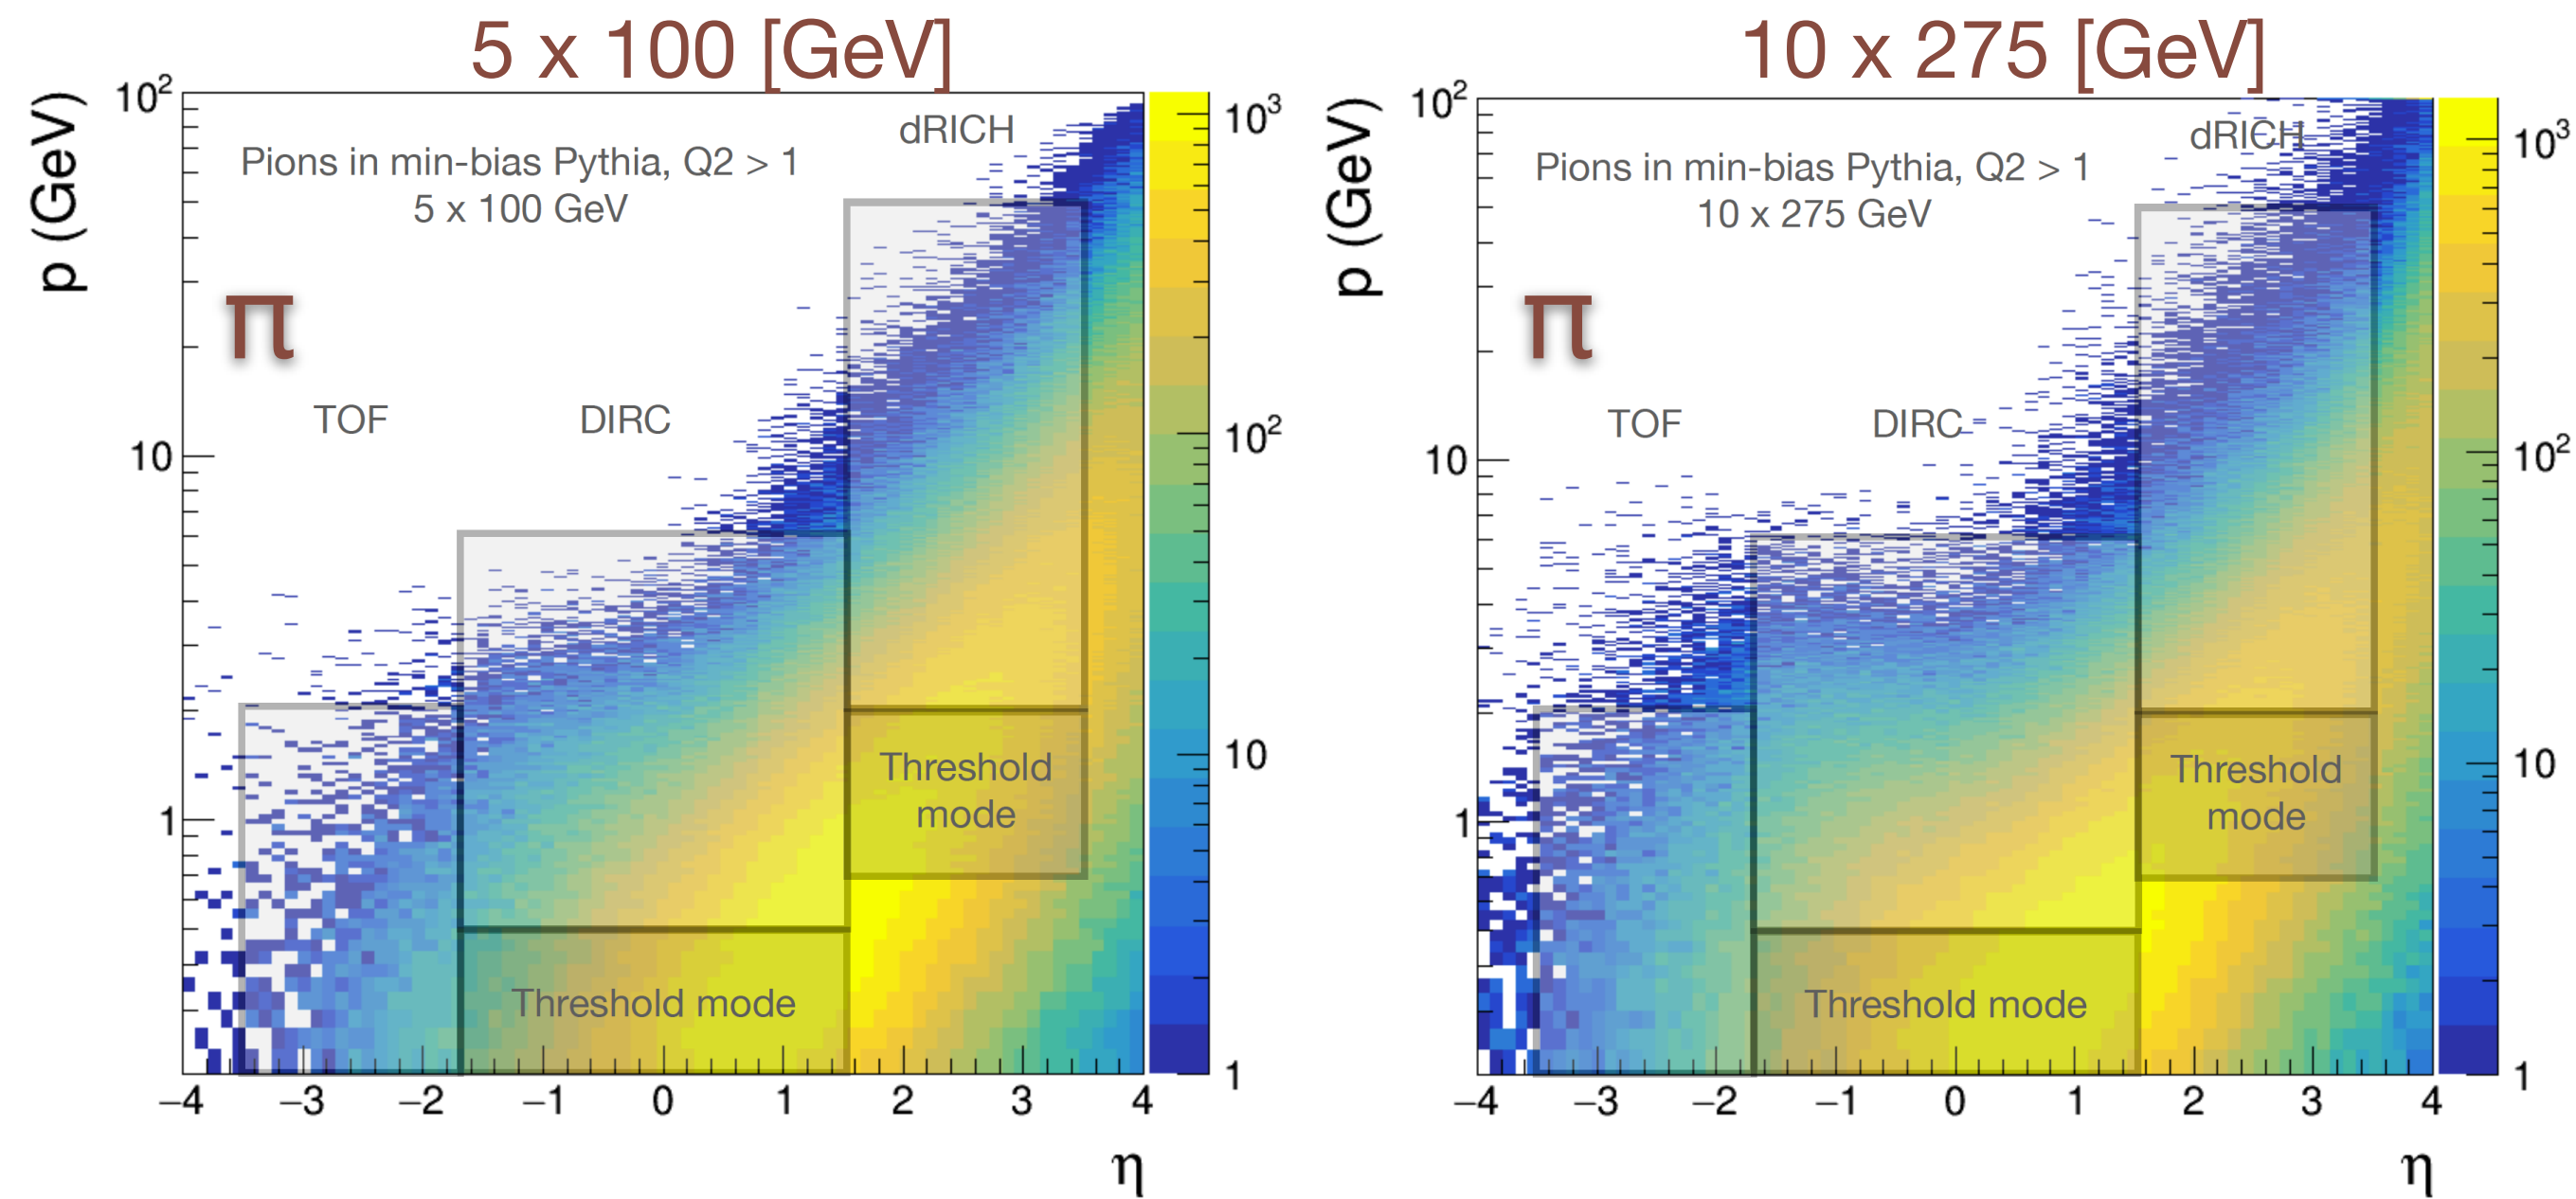 5 x 100 [GeV]
p (GeV)
10²
10
1
Pions in min-bias Pythia, Q2 > 1
5 x 100 GeV
dRICH
π
TOF
DIRC
Threshold
mode
Threshold mode
−4 −3 −2 −1 0 1 2 3 4
η
10³
10²
10
1
10 x 275 [GeV]
p (GeV)
10²
10
1
Pions in min-bias Pythia, Q2 > 1
10 x 275 GeV
dRICH
π
TOF
DIRC
Threshold
mode
Threshold mode
−4 −3 −2 −1 0 1 2 3 4
η
10³
10²
10
1